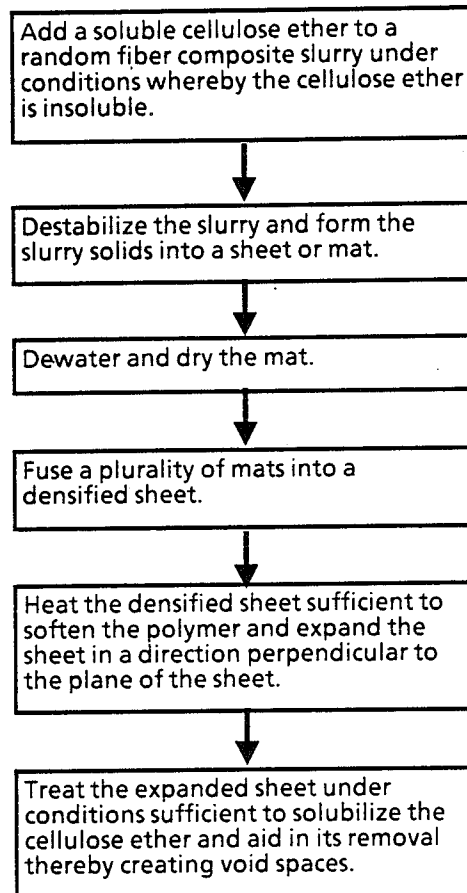 Add a soluble cellulose ether to a
random fiber composite slurry under
conditions whereby the cellulose ether
is insoluble.
Destabilize the slurry and form the
slurry solids into a sheet or mat.
Dewater and dry the mat.
Fuse a plurality of mats into a
densified sheet.
Heat the densified sheet sufficient to
soften the polymer and expand the
sheet in a direction perpendicular to
the plane of the sheet.
Treat the expanded sheet under
conditions sufficient to solubilize the
cellulose ether and aid in its removal
thereby creating void spaces.